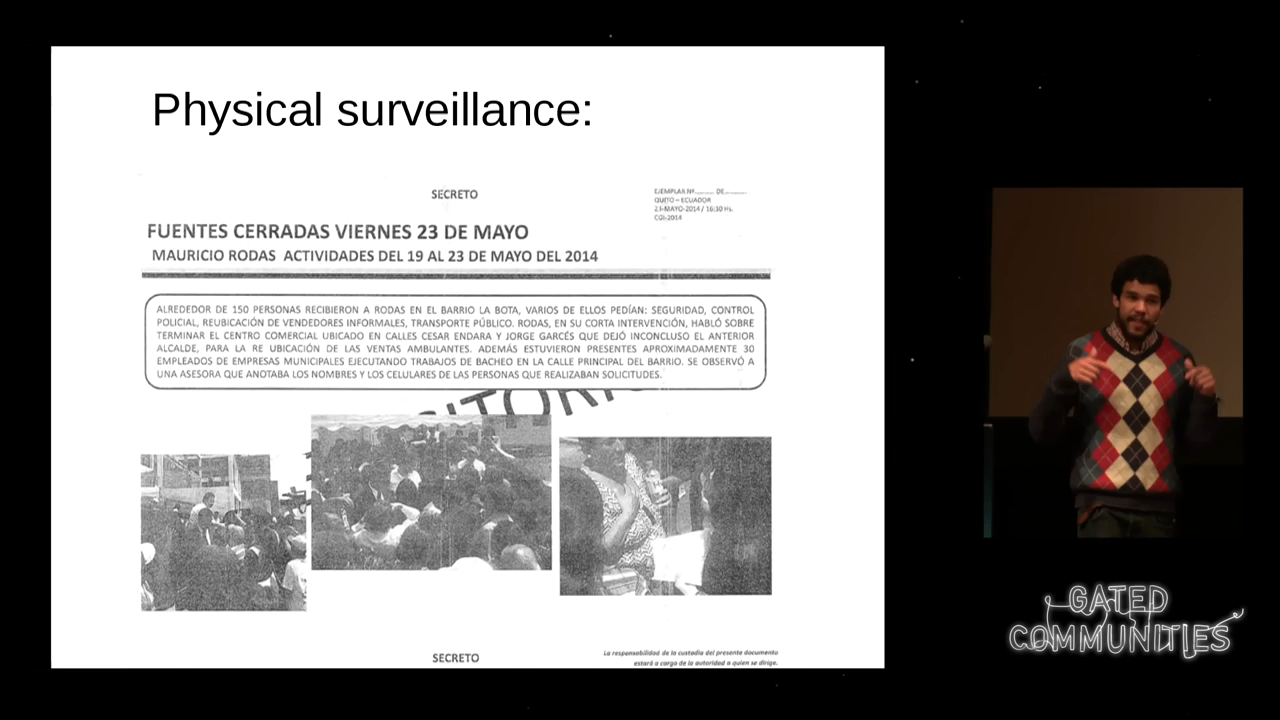 Physical surveillance:
SECRETO
EJEMPLAR Nº......... DE...........
QUITO – ECUADOR
23-MAYO-2014 / 16:30 Hs.
CGI-2014
FUENTES CERRADAS VIERNES 23 DE MAYO
MAURICIO RODAS ACTIVIDADES DEL 19 AL 23 DE MAYO DEL 2014
ALREDEDOR DE 150 PERSONAS RECIBIERON A RODAS EN EL BARRIO LA BOTA, VARIOS DE ELLOS PEDÍAN: SEGURIDAD, CONTROL
POLICIAL, REUBICACIÓN DE VENDEDORES INFORMALES, TRANSPORTE PÚBLICO. RODAS, EN SU CORTA INTERVENCIÓN, HABLÓ SOBRE
TERMINAR EL CENTRO COMERCIAL UBICADO EN CALLES CESAR ENDARA Y JORGE GARCÉS QUE DEJÓ INCONCLUSO EL ANTERIOR
ALCALDE, PARA LA RE UBICACIÓN DE LAS VENTAS AMBULANTES. ADEMÁS ESTUVIERON PRESENTES APROXIMADAMENTE 30
EMPLEADOS DE EMPRESAS MUNICIPALES EJECUTANDO TRABAJOS DE BACHEO EN LA CALLE PRINCIPAL DEL BARRIO. SE OBSERVÓ A
UNA ASESORA QUE ANOTABA LOS NOMBRES Y LOS CELULARES DE LAS PERSONAS QUE REALIZABAN SOLICITUDES.
SECRETO
La responsabilidad de la custodia del presente documento
estará a cargo de la autoridad a quien se dirige.
GATED
COMMUNITIES